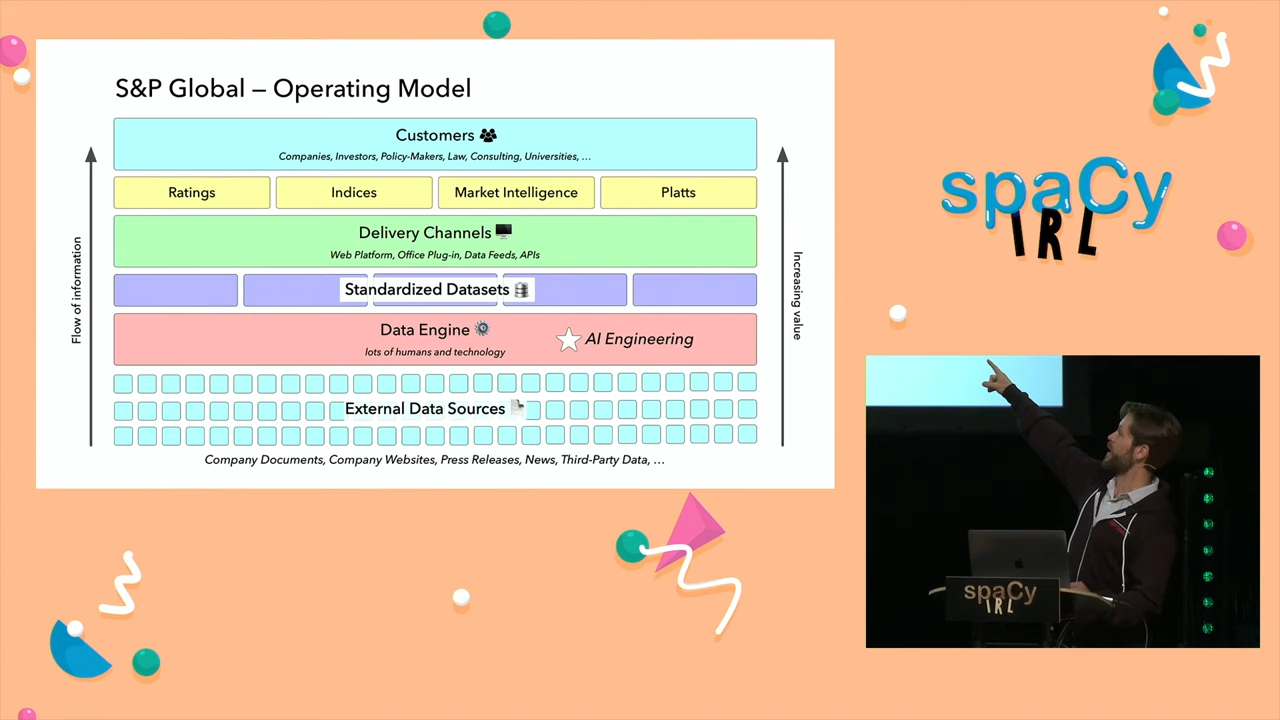 S&P Global – Operating Model
Customers
Companies, Investors, Policy-Makers, Law, Consulting, Universities, ...
Ratings
Indices
Market Intelligence
Platts
Delivery Channels
Web Platform, Office Plug-in, Data Feeds, APIs
Standardized Datasets
Data Engine
lots of humans and technology
AI Engineering
External Data Sources
Company Documents, Company Websites, Press Releases, News, Third-Party Data, ...
Flow of information
Increasing value
spaCy
IRL
spaCy
IRL